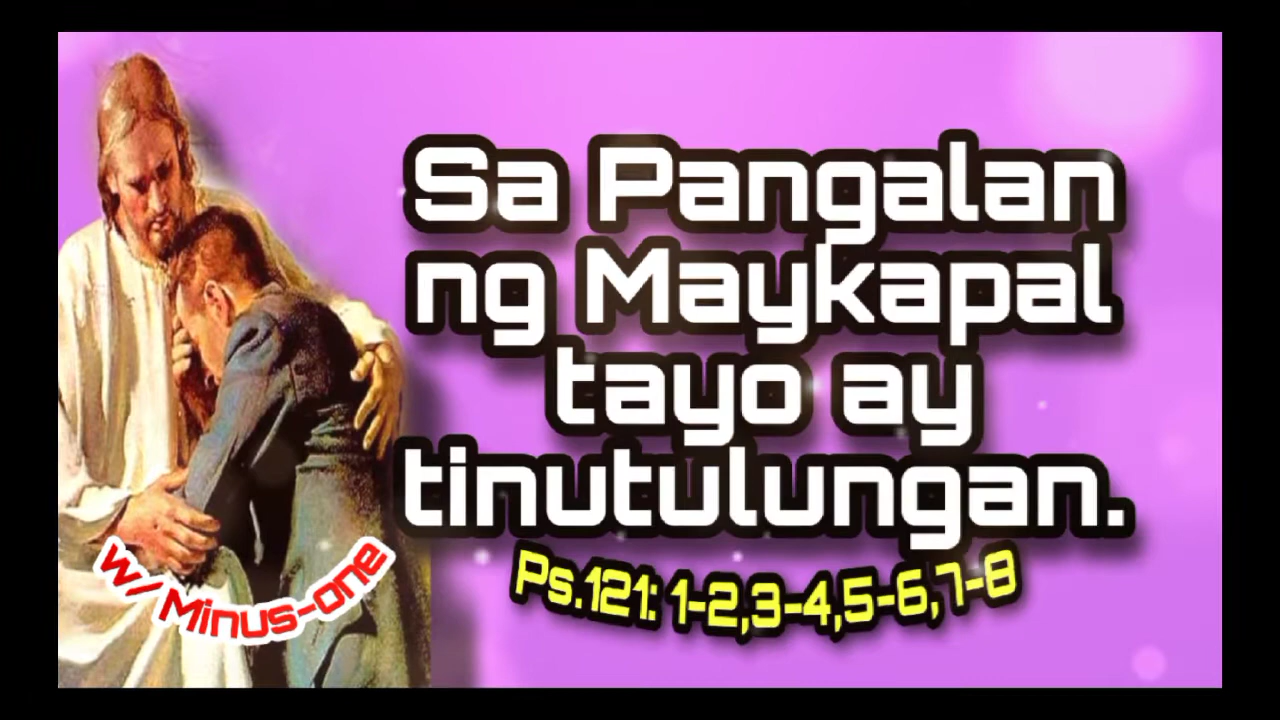 Sa Pangalan
ng Maykapal
tayo ay
tinutulungan.
Ps.121: 1-2,3-4,5-6,7-8
w/ Minus-one